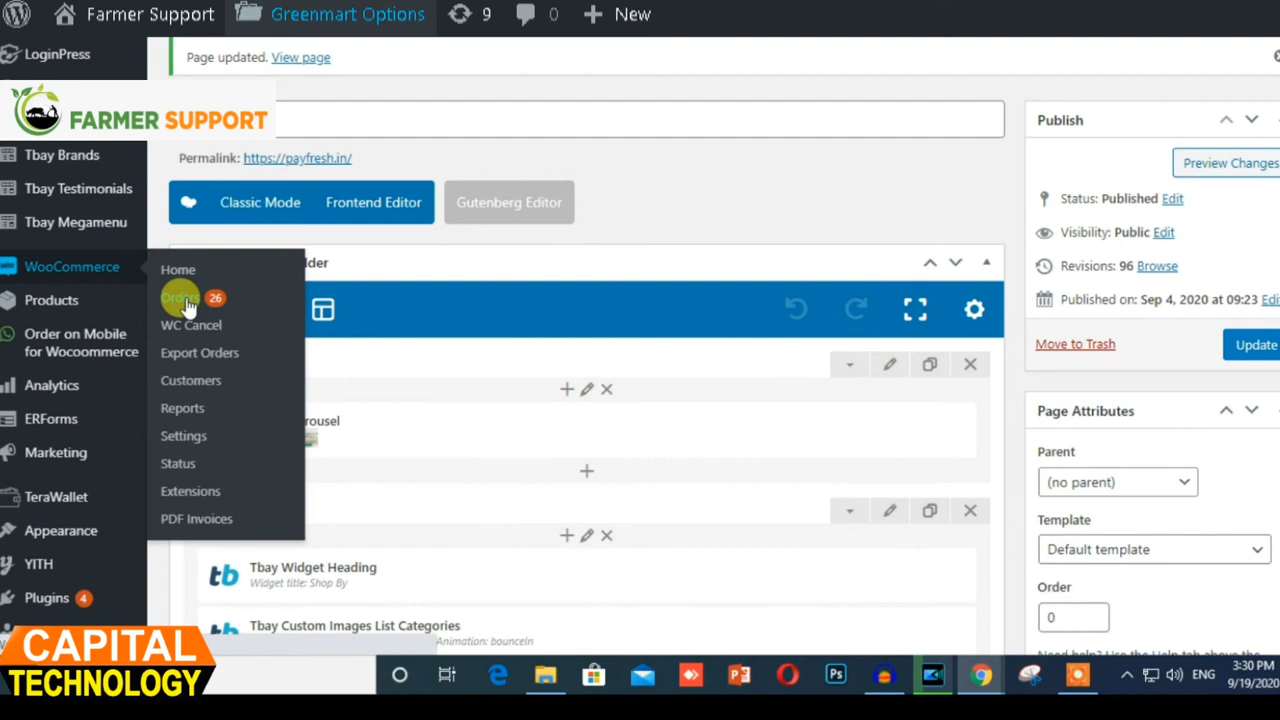 Farmer Support
Greenmart Options
9
0
New
LoginPress
Page updated. View page
FARMER SUPPORT
Publish
Permalink: https://payfresh.in/
Preview Changes
Tbay Brands
Tbay Testimonials
Tbay Megamenu
Classic Mode
Frontend Editor
Gutenberg Editor
Status: Published Edit
Visibility: Public Edit
Revisions: 96 Browse
Published on: Sep 4, 2020 at 09:23
Move to Trash
Update
WooCommerce
Products
Order on Mobile
for Wocoommerce
Analytics
ERForms
Marketing
TeraWallet
Appearance
YITH
Plugins 4
Home
Orders 26
WC Cancel
Export Orders
Customers
Reports
Settings
Status
Extensions
PDF Invoices
Tbay Widget Heading
Widget title: Shop By
Tbay Custom Images List Categories
Animation: bounceIn
Page Attributes
Parent
(no parent)
Template
Default template
Order
0
CAPITAL
TECHNOLOGY
Ps
ENG
3:30 PM
9/19/2020